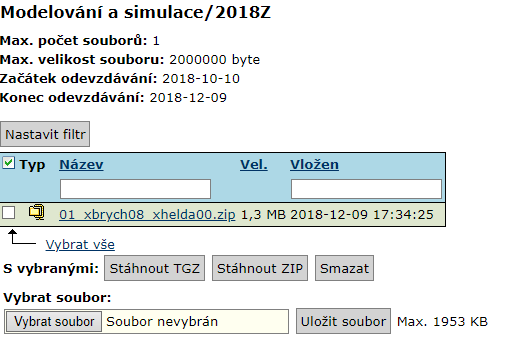 Modelování a simulace/2018Z
Max. počet souborů: 1
Max. velikost souboru: 2000000 byte
Začátek odevzdávání: 2018-10-10
Konec odevzdávání: 2018-12-09
Nastavit filtr
Typ Název Vel. Vložen
01_xbrych08_xhelda00.zip 1,3 MB 2018-12-09 17:34:25
Vybrat vše
S vybranými: Stáhnout TGZ Stáhnout ZIP Smazat
Vybrat soubor:
Vybrat soubor Soubor nevybrán Uložit soubor Max. 1953 KB